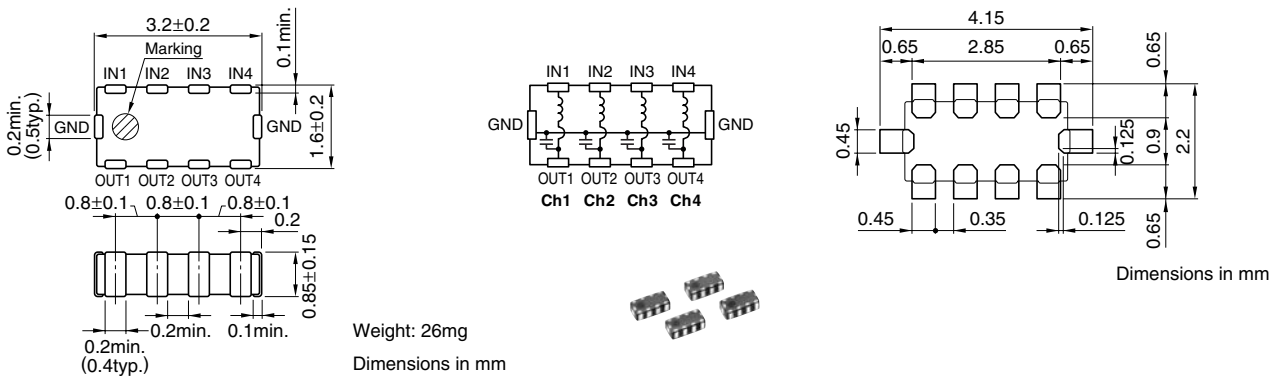 3.2±0.2
Marking
0.1min.
IN1 IN2 IN3 IN4
0.2min.
(0.5typ.)
GND
GND
1.6±0.2
OUT1 OUT2 OUT3 OUT4
0.8±0.1 0.8±0.1 0.8±0.1
0.2
0.85±0.15
0.2min. 0.1min.
0.2min.
(0.4typ.)
Weight: 26mg
Dimensions in mm
IN1 IN2 IN3 IN4
GND
GND
OUT1 OUT2 OUT3 OUT4
Ch1 Ch2 Ch3 Ch4
4.15
0.65 2.85 0.65
0.65
0.45
0.125
0.9
2.2
0.45 0.35 0.125
0.65
Dimensions in mm